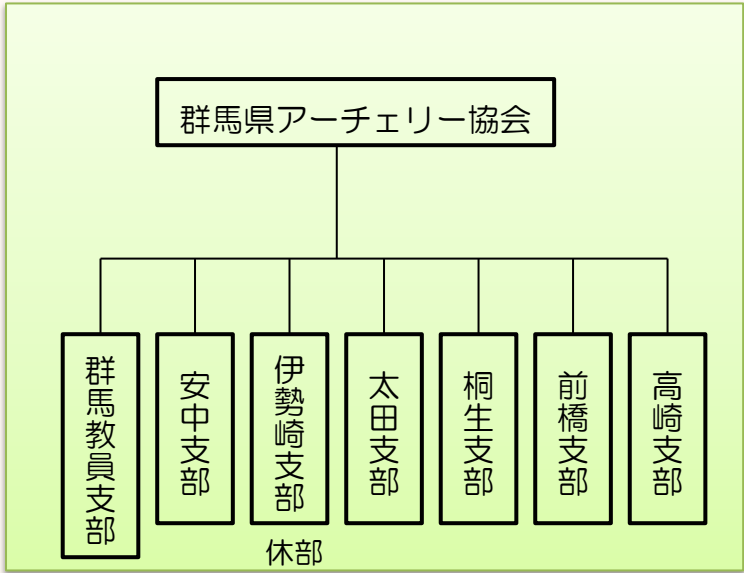 群馬県アーチェリー協会
群馬教員支部
安中支部
伊勢崎支部
太田支部
桐生支部
前橋支部
高崎支部
休部